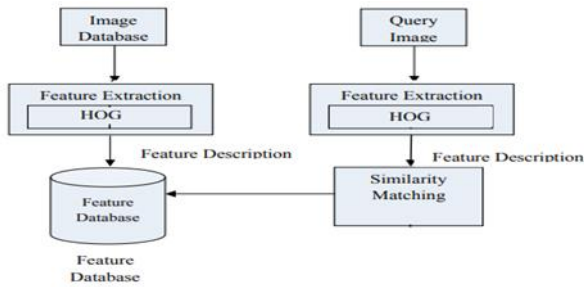 Image
Database
Query
Image
Feature Extraction
HOG
Feature Extraction
HOG
Feature Description
Feature Description
Feature
Database
Similarity
Matching
Feature
Database